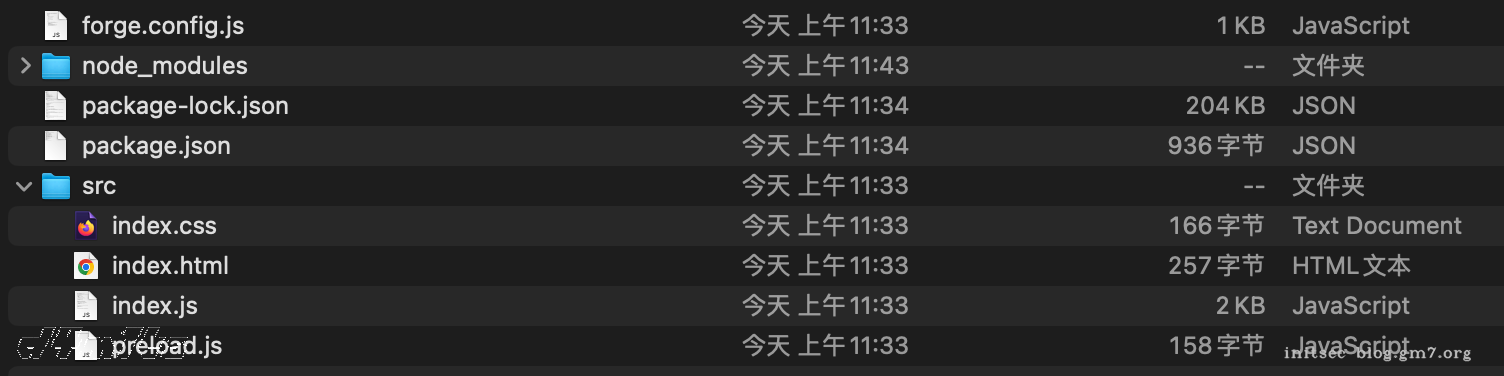 forge.config.js 今天 上午11:33 1 KB JavaScript
node_modules 今天 上午11:43 -- 文件夹
package-lock.json 今天 上午11:34 204 KB JSON
package.json 今天 上午11:34 936 字节 JSON
src 今天 上午11:33 -- 文件夹
index.css 今天 上午11:33 166 字节 Text Document
index.html 今天 上午11:33 257 字节 HTML文本
index.js 今天 上午11:33 2 KB JavaScript
preload.js 今天 上午11:33 158 字节 JavaScript
initsec-blog.gm7.org